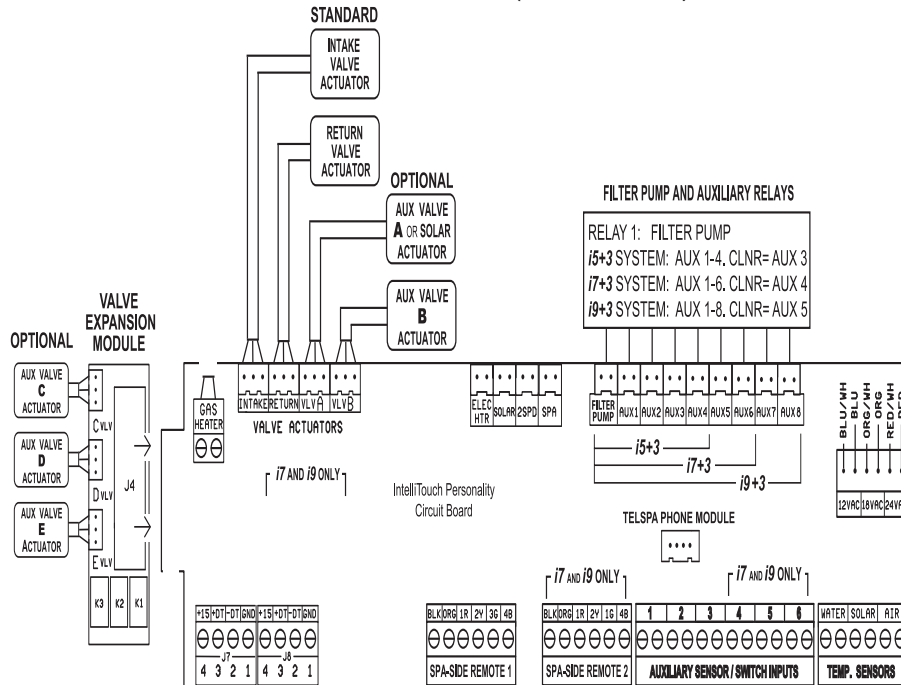 STANDARD
INTAKE
VALVE
ACTUATOR
RETURN
VALVE
ACTUATOR
OPTIONAL
AUX VALVE
A OR SOLAR
ACTUATOR
AUX VALVE
B
ACTUATOR
FILTER PUMP AND AUXILIARY RELAYS
RELAY 1: FILTER PUMP
i5+3 SYSTEM: AUX 1-4. CLNR= AUX 3
i7+3 SYSTEM: AUX 1-6. CLNR= AUX 4
i9+3 SYSTEM: AUX 1-8. CLNR= AUX 5
VALVE
EXPANSION
MODULE
OPTIONAL
AUX VALVE
C
ACTUATOR
AUX VALVE
D
ACTUATOR
AUX VALVE
E
ACTUATOR
C VLV
D VLV
E VLV
J4
K3 K2 K1
GAS
HEATER
INTAKE RETURN VLV A VLV B
VALVE ACTUATORS
i7 AND i9 ONLY
ELEC
HTR
SOLAR 2SPD SPA
FILTER
PUMP
AUX1 AUX2 AUX3 AUX4 AUX5 AUX6 AUX7 AUX8
i5+3
i7+3
i9+3
BLU/WH
BLU
ORG/WH
ORG
RED/WH
12VAC 18VAC
IntelliTouch Personality
Circuit Board
TELSPA PHONE MODULE
+15 +DT -DT GND +15 +DT -DT GND
J7 J8
4 3 2 1 4 3 2 1
BLK ORG 1R 2Y 3G 4B
SPA-SIDE REMOTE 1
i7 AND i9 ONLY
BLK ORG 1R 2Y 1G 4B
SPA-SIDE REMOTE 2
i7 AND i9 ONLY
1 2 3 4 5 6
AUXILIARY SENSOR / SWITCH INPUTS
WATER SOLAR AIR
TEMP. SENSORS